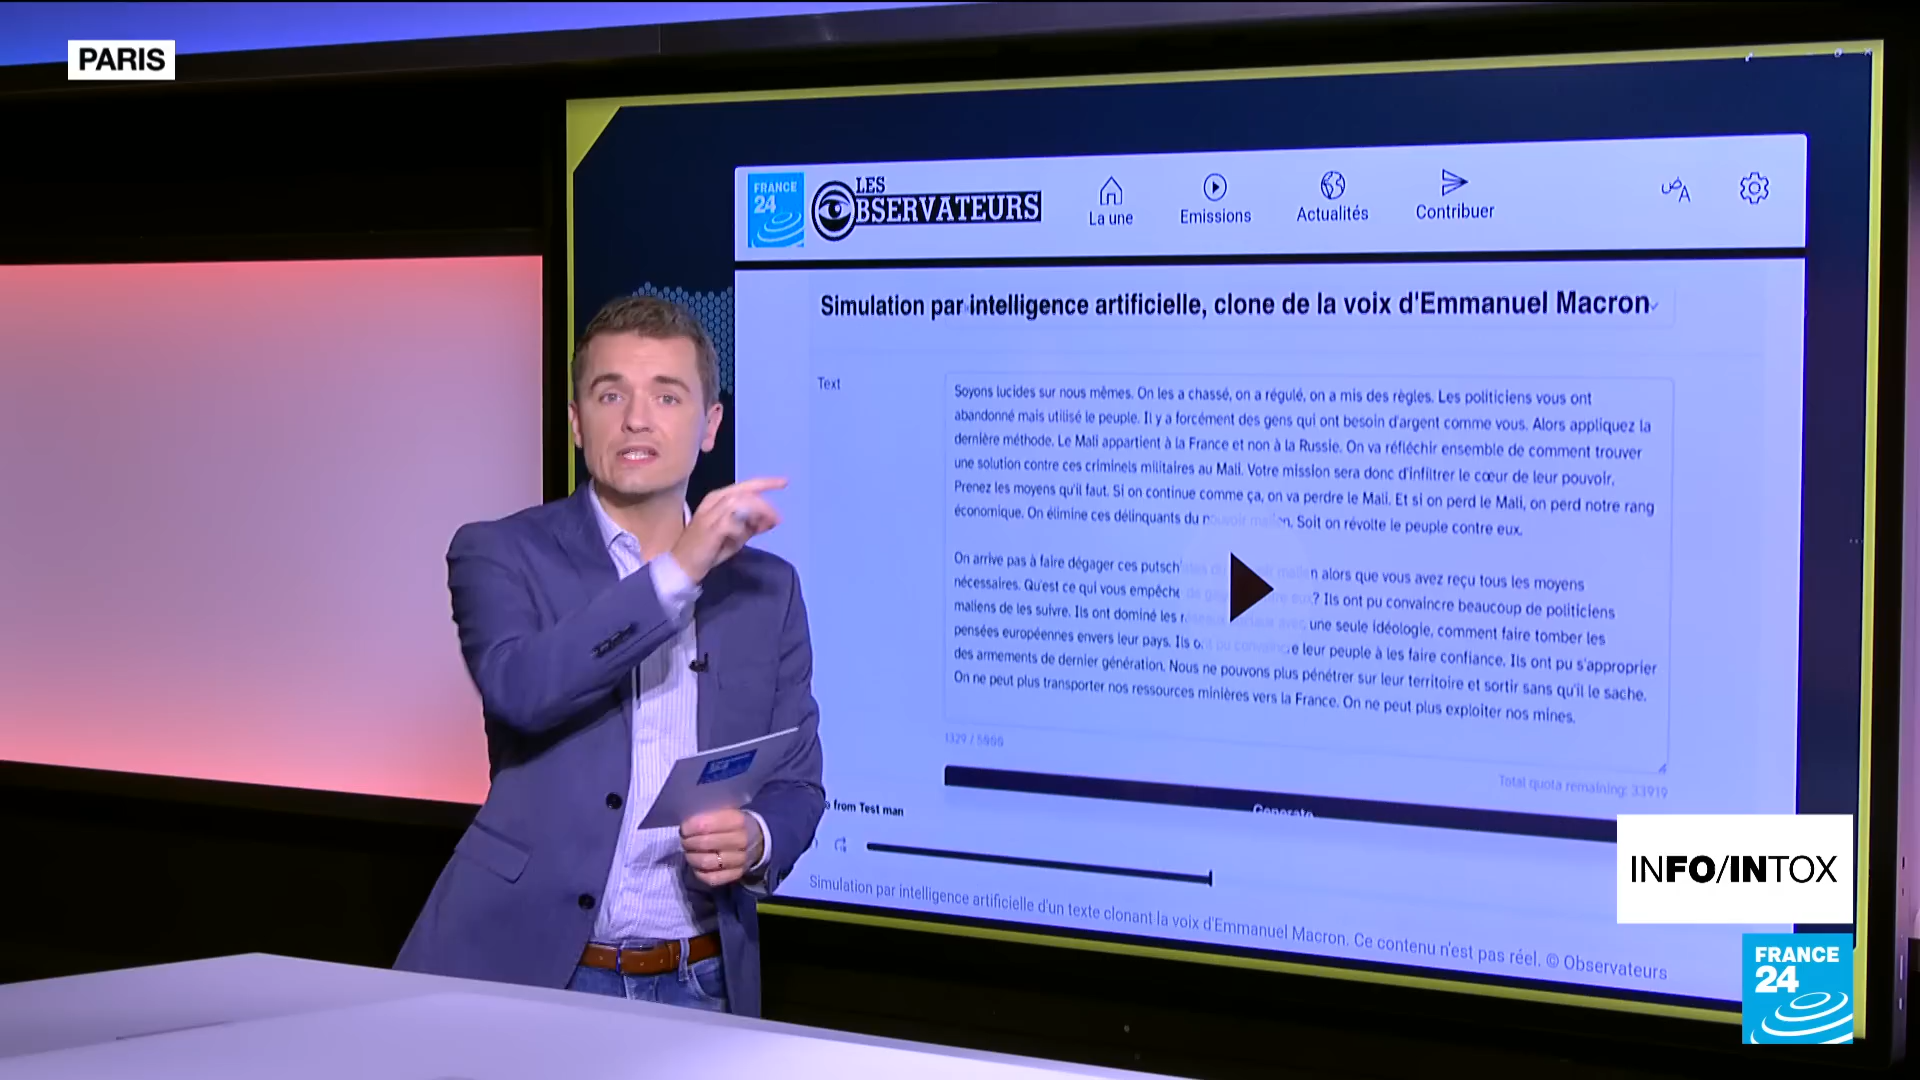 PARIS
FRANCE
24
LES
OBSERVATEURS
La une
Emissions
Actualités
Contribuer
Simulation par intelligence artificielle, clone de la voix d'Emmanuel Macron
Text
Soyons lucides sur nous mêmes. On les a chassé, on a régulé, on a mis des règles. Les politiciens vous ont
abandonné mais utilisé le peuple. Il y a forcément des gens qui ont besoin d'argent comme vous. Alors appliquez la
dernière méthode. Le Mali appartient à la France et non à la Russie. On va réfléchir ensemble de comment trouver
une solution contre ces criminels militaires au Mali. Votre mission sera donc d'infiltrer le cœur de leur pouvoir.
Prenez les moyens qu'il faut. Si on continue comme ça, on va perdre le Mali. Et si on perd le Mali, on perd notre rang
économique. On élimine ces délinquants du pouvoir malien. Soit on révolte le peuple contre eux.
On arrive pas à faire dégager ces alors que vous avez reçu tous les moyens
nécessaires. Qu'est ce qui vous empêche ? Ils ont pu convaincre beaucoup de politiciens
maliens de les suivre. Ils ont dominé les une seule idéologie, comment faire tomber les
pensées européennes envers leur pays. Ils ont pu convaincre leur peuple à les faire confiance. Ils ont pu s'approprier
des armements de dernier génération. Nous ne pouvons plus pénétrer sur leur territoire et sortir sans qu'il le sache.
On ne peut plus transporter nos ressources minières vers la France. On ne peut plus exploiter nos mines.
1329 / 5000
Total quota remaining: 33919
Generate
from Test man
Simulation par intelligence artificielle d'un texte clonant la voix d'Emmanuel Macron. Ce contenu n'est pas réel. © Observateurs
INFO/INTOX
FRANCE
24